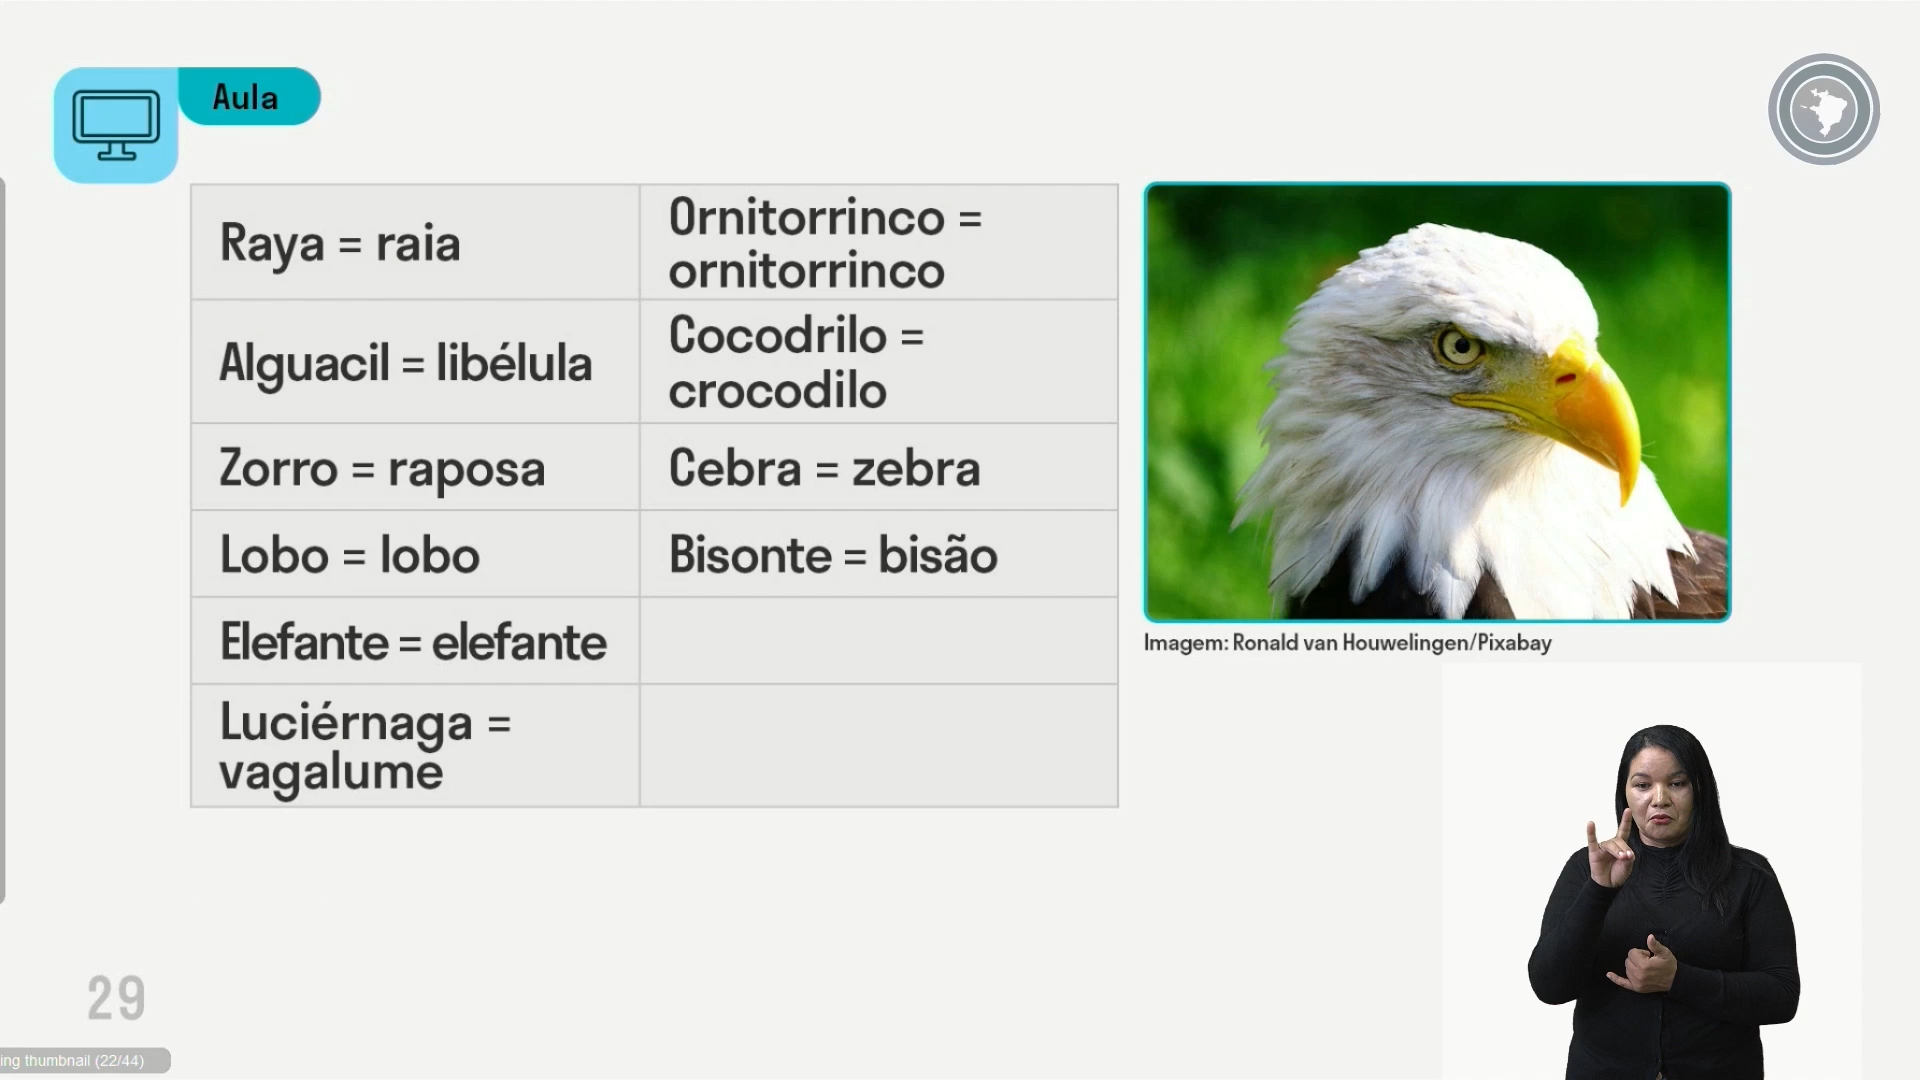 Aula
Raya = raia
Ornitorrinco =
ornitorrinco
Alguacil = libélula
Cocodrilo =
crocodilo
Zorro = raposa
Cebra = zebra
Lobo = lobo
Bisonte = bisão
Elefante = elefante
Luciérnaga =
vagalume
Imagem: Ronald van Houwelingen/Pixabay
29
ing thumbnail (22/44)